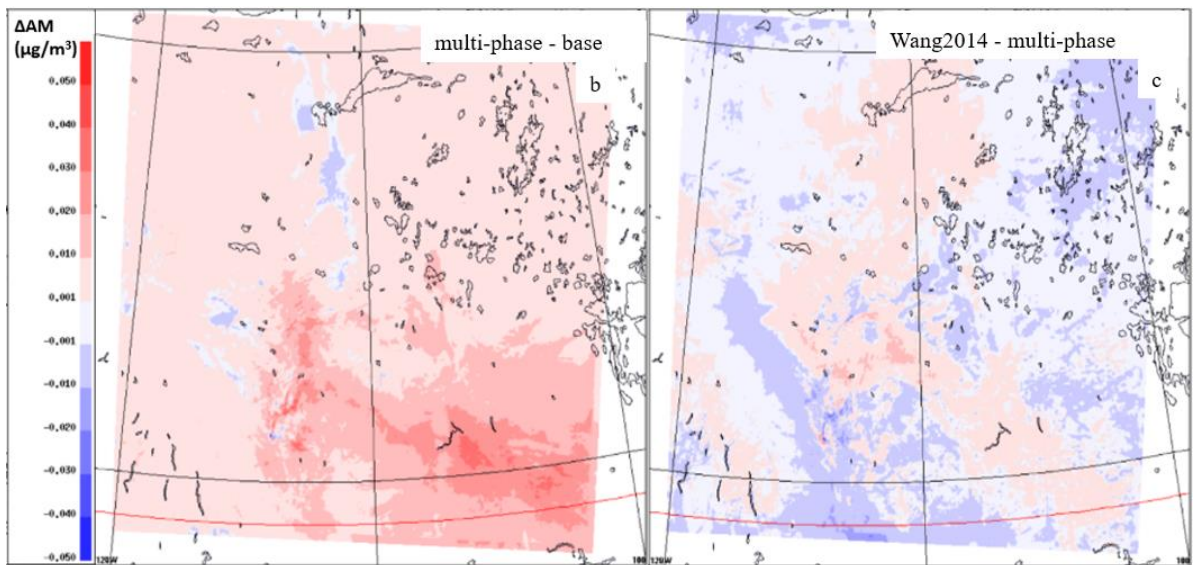 ΔAM
(μg/m³)
multi-phase - base
b
Wang2014 - multi-phase
c
0.050
0.040
0.030
0.020
0.010
0.001
-0.001
-0.010
-0.020
-0.030
-0.040
-0.050
120W
100
120W
100